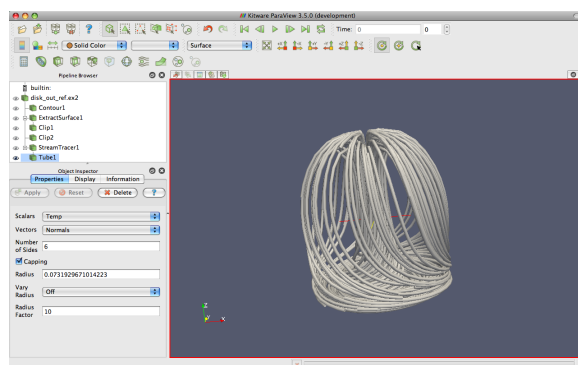 Kitware ParaView 3.5.0 (development)
Time: 0 0
Solid Color Surface
Pipeline Browser
builtin:
disk_out_ref.ex2
Contour1
ExtractSurface1
Clip1
Clip2
StreamTracer1
Tube1
Object Inspector
Properties Display Information
Apply Reset Delete ?
Scalars Temp
Vectors Normals
Number of Sides 6
Capping
Radius 0.0731929671014223
Vary Radius Off
Radius Factor 10
Z
Y X